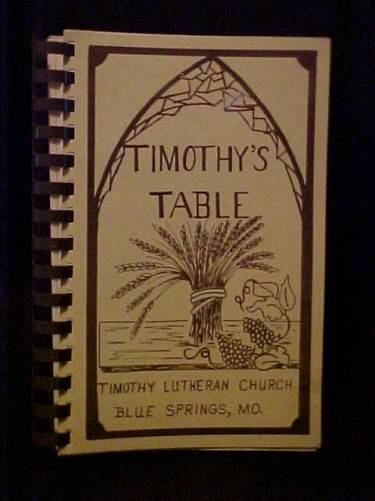 TIMOTHY'S
TABLE
TIMOTHY LUTHERAN CHURCH
BLUE SPRINGS, MO.